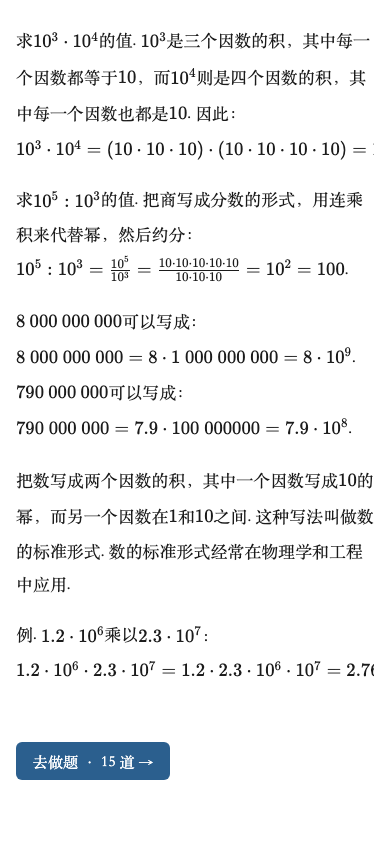 求10³ · 10⁴的值. 10³是三个因数的积，其中每一
个因数都等于10，而10⁴则是四个因数的积，其
中每一个因数也都是10. 因此：
10³ · 10⁴ = (10 · 10 · 10) · (10 · 10 · 10 · 10) =
求10⁵ : 10³的值. 把商写成分数的形式，用连乘
积来代替幂，然后约分：
10⁵ : 10³ = 10⁵/10³ = 10·10·10·10·10/10·10·10 = 10² = 100.
8 000 000 000可以写成：
8 000 000 000 = 8 · 1 000 000 000 = 8 · 10⁹.
790 000 000可以写成：
790 000 000 = 7.9 · 100 000000 = 7.9 · 10⁸.
把数写成两个因数的积，其中一个因数写成10的
幂，而另一个因数在1和10之间. 这种写法叫做数
的标准形式. 数的标准形式经常在物理学和工程
中应用.
例. 1.2 · 10⁶乘以2.3 · 10⁷：
1.2 · 10⁶ · 2.3 · 10⁷ = 1.2 · 2.3 · 10⁶ · 10⁷ = 2.76
去做题 · 15 道 →